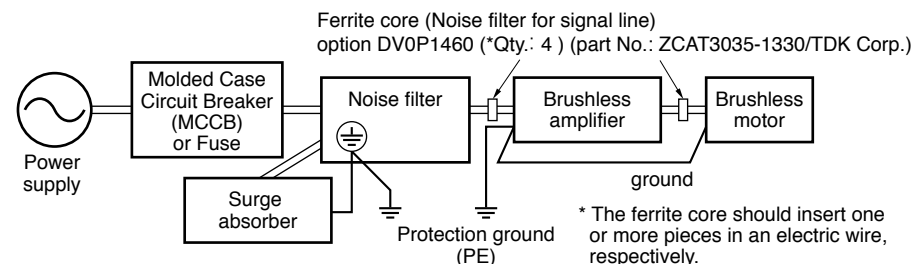 Ferrite core (Noise filter for signal line)
option DV0P1460 (*Qty.: 4 ) (part No.: ZCAT3035-1330/TDK Corp.)
Power
supply
Molded Case
Circuit Breaker
(MCCB)
or Fuse
Noise filter
Brushless
amplifier
Brushless
motor
Surge
absorber
Protection ground
(PE)
ground
* The ferrite core should insert one
or more pieces in an electric wire,
respectively.